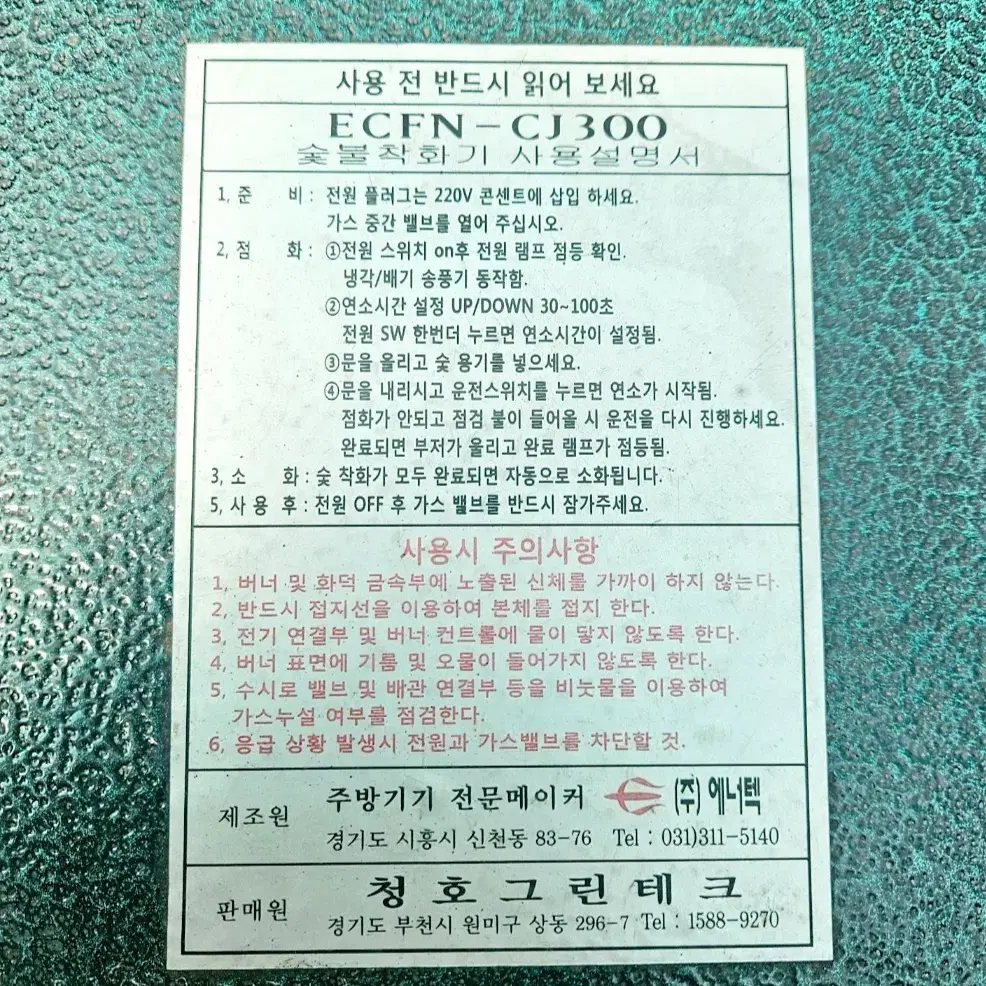 사용 전 반드시 읽어 보세요
ECFN-CJ300
숯불착화기 사용설명서
1, 준 비 : 전원 플러그는 220V 콘센트에 삽입 하세요.
가스 중간 밸브를 열어 주십시오.
2, 점 화 : ①전원 스위치 on후 전원 램프 점등 확인.
냉각/배기 송풍기 동작함.
②연소시간 설정 UP/DOWN 30~100초
전원 SW 한번더 누르면 연소시간이 설정됨.
③문을 올리고 숯 용기를 넣으세요.
④문을 내리시고 운전스위치를 누르면 연소가 시작됨.
점화가 안되고 점검 불이 들어올 시 운전을 다시 진행하세요.
완료되면 부저가 울리고 완료 램프가 점등됨.
3, 소 화 : 숯 착화가 모두 완료되면 자동으로 소화됩니다.
5, 사 용 후 : 전원 OFF 후 가스 밸브를 반드시 잠가주세요.
사용시 주의사항
1, 버너 및 화덕 금속부에 노출된 신체를 가까이 하지 않는다.
2, 반드시 접지선을 이용하여 본체를 접지 한다.
3, 전기 연결부 및 버너 컨트롤에 물이 닿지 않도록 한다.
4, 버너 표면에 기름 및 오물이 들어가지 않도록 한다.
5, 수시로 밸브 및 배관 연결부 등을 비눗물을 이용하여
가스누설 여부를 점검한다.
6, 응급 상황 발생시 전원과 가스밸브를 차단할 것.
제조원 주방기기 전문메이커 (주) 에너텍
경기도 시흥시 신천동 83-76 Tel : 031)311-5140
판매원 청호그린테크
경기도 부천시 원미구 상동 296-7 Tel : 1588-9270